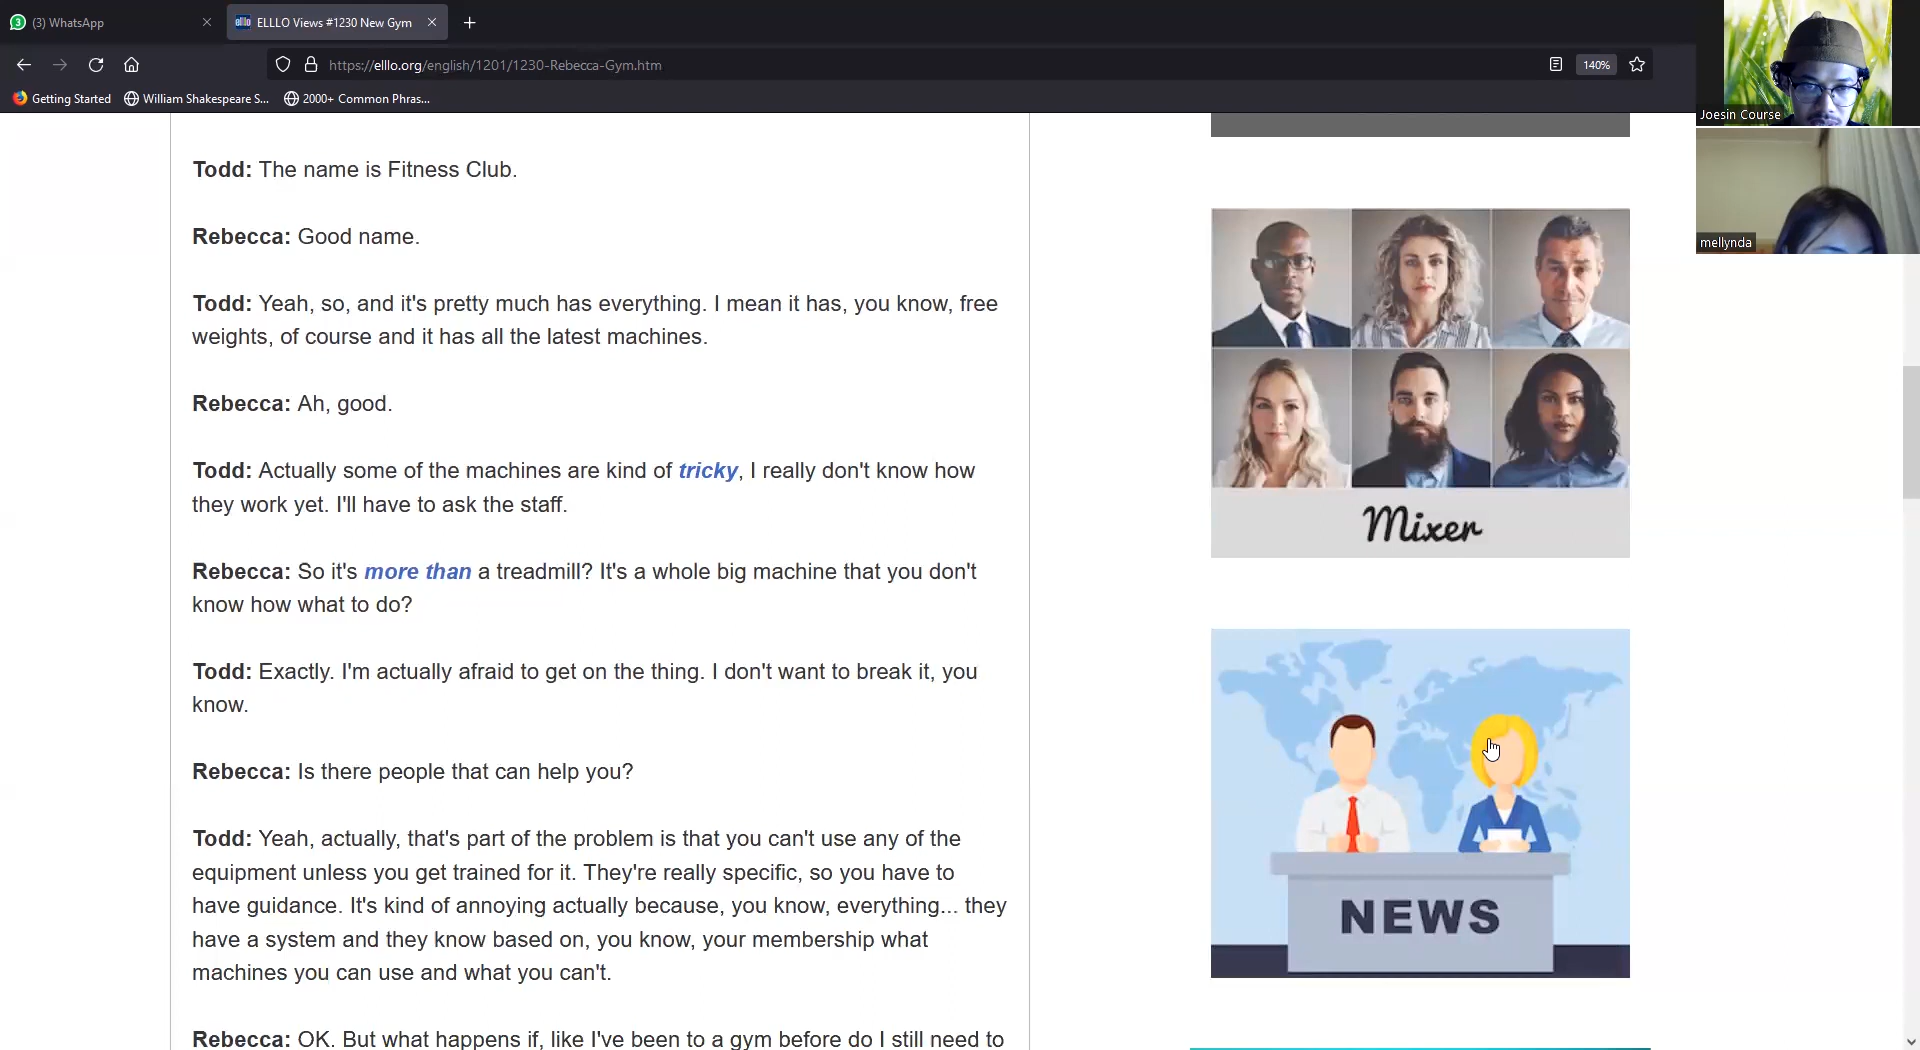 3
(3) WhatsApp
elllo
ELLLO Views #1230 New Gym
https://elllo.org/english/1201/1230-Rebecca-Gym.htm
140%
Getting Started
William Shakespeare S...
2000+ Common Phras...
Joesin Course
mellynda
Todd: The name is Fitness Club.
Rebecca: Good name.
Todd: Yeah, so, and it's pretty much has everything. I mean it has, you know, free
weights, of course and it has all the latest machines.
Rebecca: Ah, good.
Todd: Actually some of the machines are kind of tricky, I really don't know how
they work yet. I'll have to ask the staff.
Rebecca: So it's more than a treadmill? It's a whole big machine that you don't
know how what to do?
Todd: Exactly. I'm actually afraid to get on the thing. I don't want to break it, you
know.
Rebecca: Is there people that can help you?
Todd: Yeah, actually, that's part of the problem is that you can't use any of the
equipment unless you get trained for it. They're really specific, so you have to
have guidance. It's kind of annoying actually because, you know, everything... they
have a system and they know based on, you know, your membership what
machines you can use and what you can't.
Rebecca: OK. But what happens if, like I've been to a gym before do I still need to
Mixer
NEWS